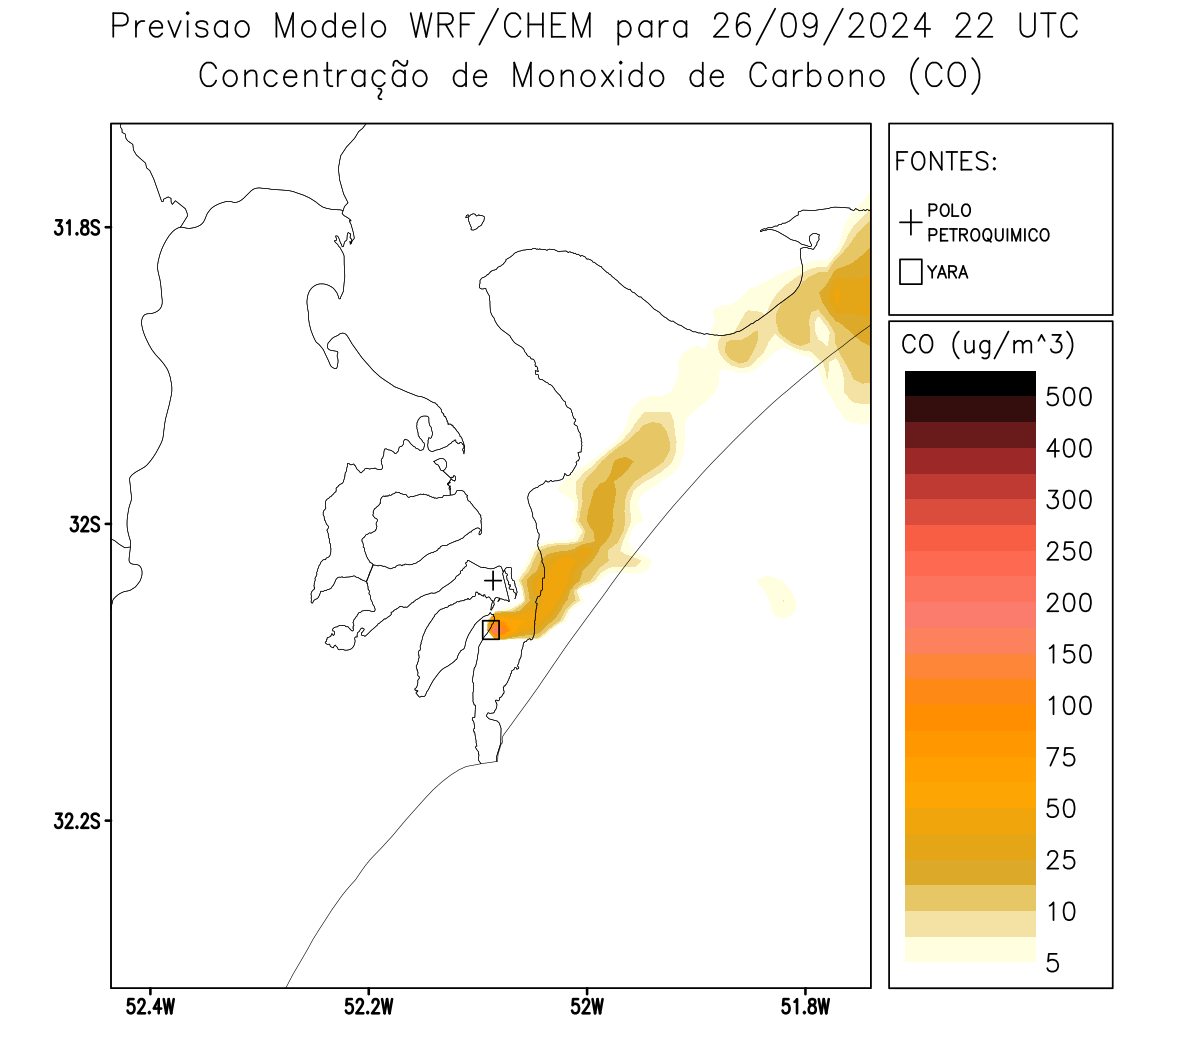 Previsao Modelo WRF/CHEM para 26/09/2024 22 UTC
Concentração de Monoxido de Carbono (CO)
FONTES:
POLO
PETROQUIMICO
YARA
31.8S
32S
32.2S
52.4W
52.2W
52W
51.8W
CO (ug/m^3)
500
400
300
250
200
150
100
75
50
25
10
5